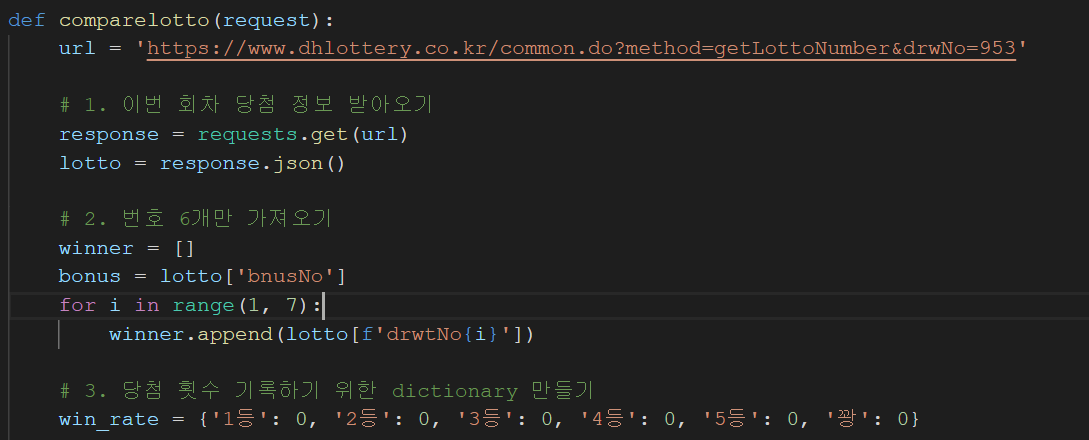 def comparelotto(request):
    url = 'https://www.dhlottery.co.kr/common.do?method=getLottoNumber&drwNo=953'
    # 1. 이번 회차 당첨 정보 받아오기
    response = requests.get(url)
    lotto = response.json()
    # 2. 번호 6개만 가져오기
    winner = []
    bonus = lotto['bnusNo']
    for i in range(1, 7):
        winner.append(lotto[f'drwtNo{i}'])
    # 3. 당첨 횟수 기록하기 위한 dictionary 만들기
    win_rate = {'1등': 0, '2등': 0, '3등': 0, '4등': 0, '5등': 0, '꽝': 0}